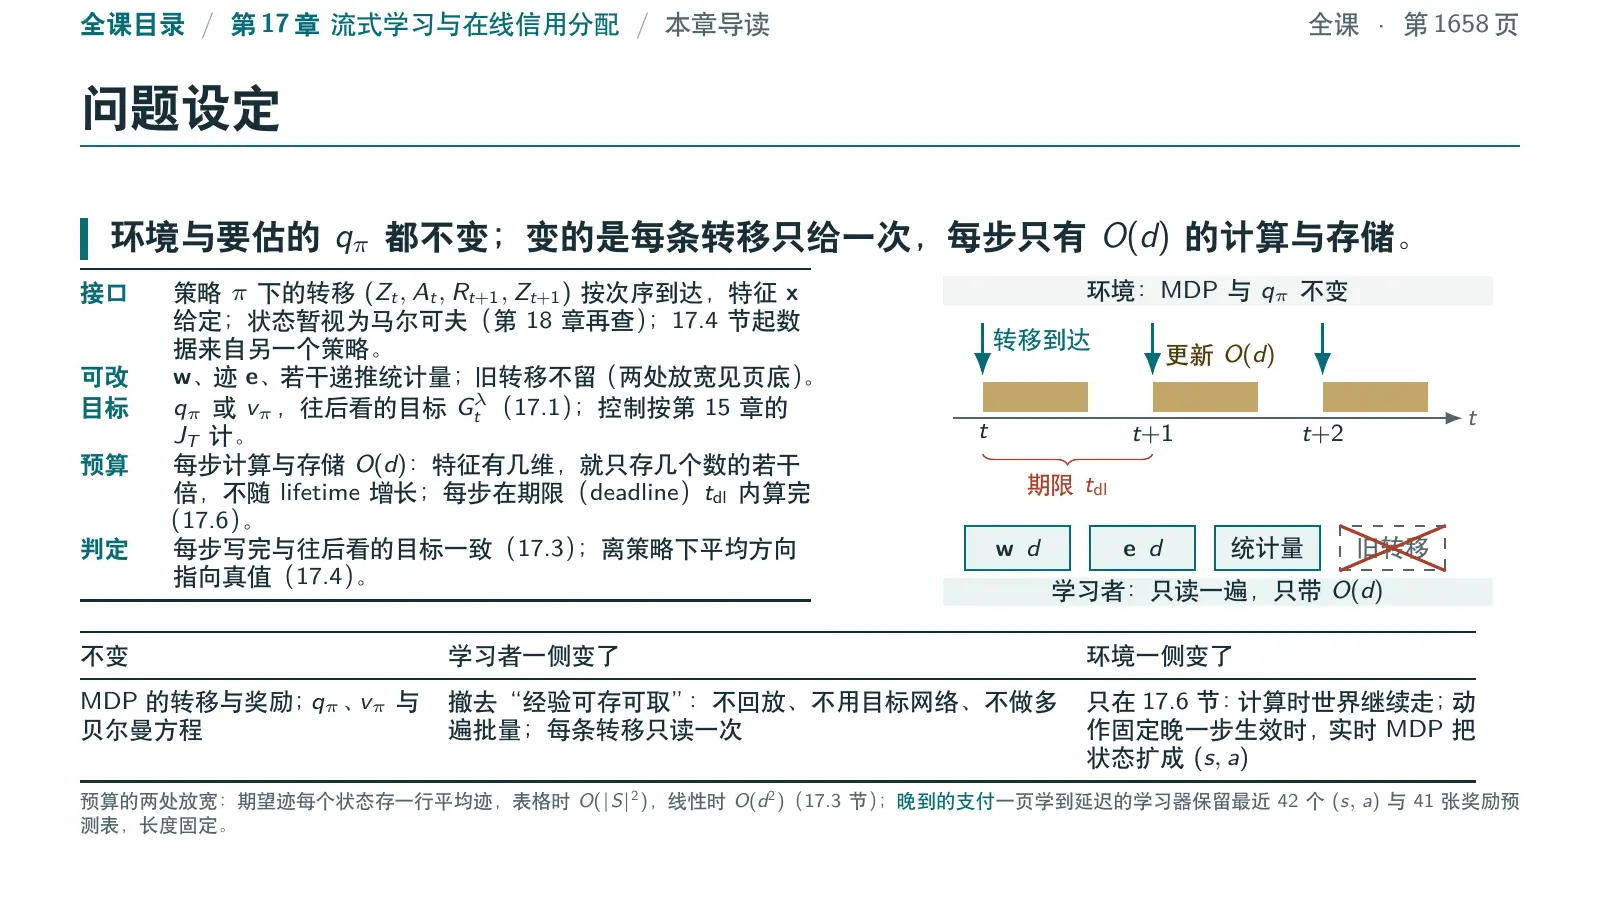 全课目录 / 第 17 章 流式学习与在线信用分配 / 本章导读
全课 · 第 1658 页
问题设定
环境与要估的 qπ 都不变；变的是每条转移只给一次，每步只有 O(d) 的计算与存储。
接口 策略 π 下的转移 (Zt, At, Rt+1, Zt+1) 按次序到达，特征 x
给定；状态暂视为马尔可夫（第 18 章再查）；17.4 节起数
据来自另一个策略。
可改 w、迹 e、若干递推统计量；旧转移不留（两处放宽见页底）。
目标 qπ 或 vπ，往后看的目标 Gtλ（17.1）；控制按第 15 章的
JT 计。
预算 每步计算与存储 O(d)：特征有几维，就只存几个数的若干
倍，不随 lifetime 增长；每步在期限（deadline）tdl 内算完
（17.6）。
判定 每步写完与往后看的目标一致（17.3）；离策略下平均方向
指向真值（17.4）。
环境：MDP 与 qπ 不变
转移到达
更新 O(d)
t
t t+1 t+2
期限 tdl
w d e d 统计量 旧转移
学习者：只读一遍，只带 O(d)
不变 学习者一侧变了 环境一侧变了
MDP 的转移与奖励；qπ、vπ 与
贝尔曼方程
撤去“经验可存可取”：不回放、不用目标网络、不做多
遍批量；每条转移只读一次
只在 17.6 节：计算时世界继续走；动
作固定晚一步生效时，实时 MDP 把
状态扩成 (s, a)
预算的两处放宽：期望迹每个状态存一行平均迹，表格时 O(|S|²)，线性时 O(d²)（17.3 节）；晚到的支付一页学到延迟的学习器保留最近 42 个 (s, a) 与 41 张奖励预
测表，长度固定。